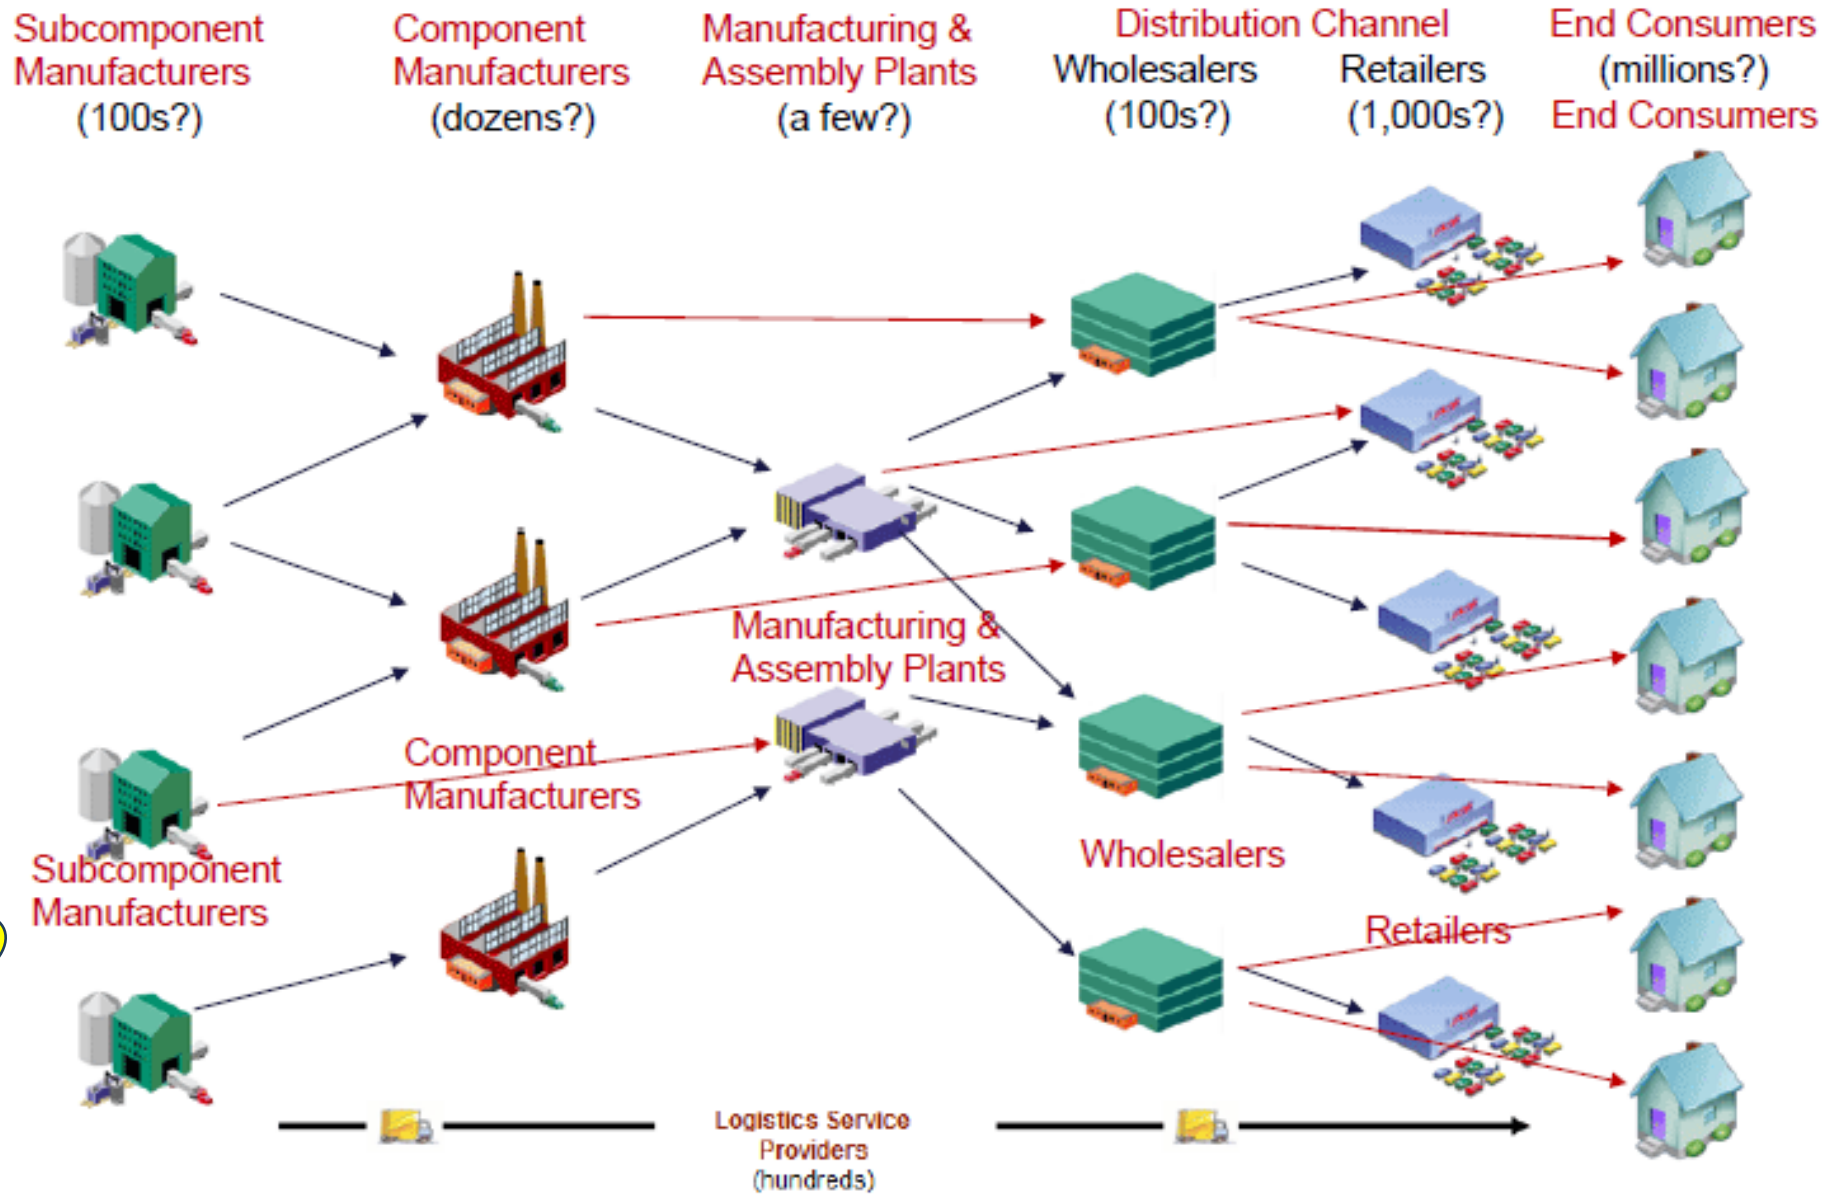 Subcomponent
Manufacturers
(100s?)
Component
Manufacturers
(dozens?)
Manufacturing &
Assembly Plants
(a few?)
Distribution Channel
Wholesalers
(100s?)
Retailers
(1,000s?)
End Consumers
(millions?)
End Consumers
Manufacturing &
Assembly Plants
Component
Manufacturers
Subcomponent
Manufacturers
Wholesalers
Retailers
Logistics Service
Providers
(hundreds)